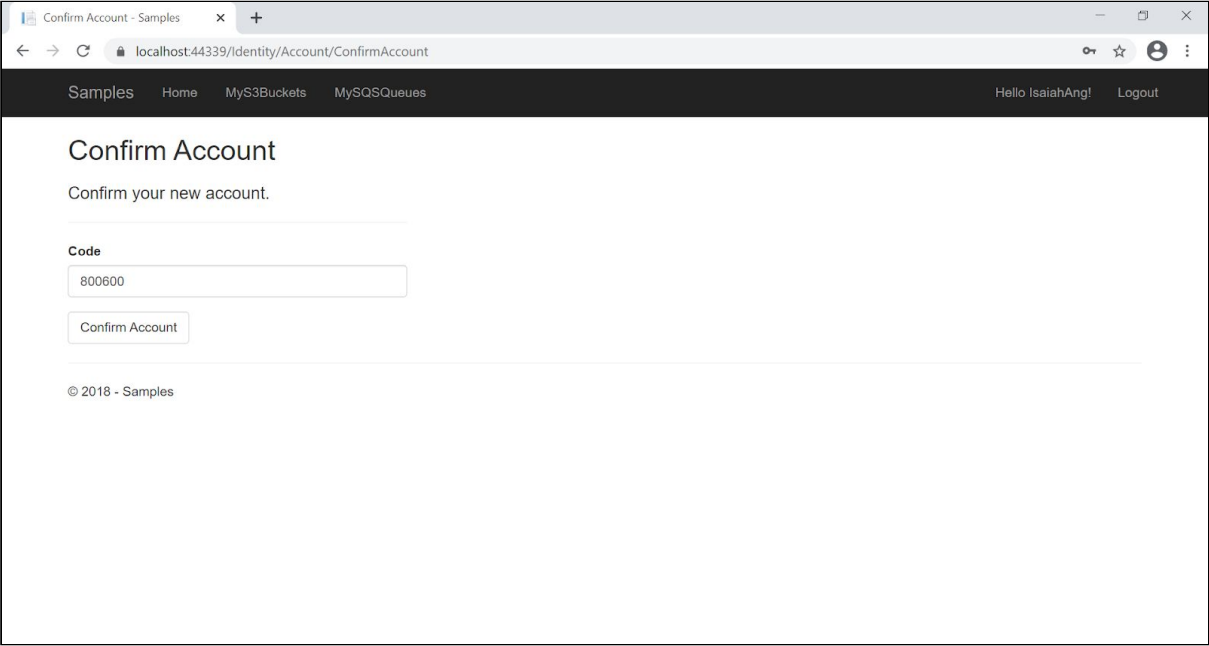 Confirm Account - Samples
localhost:44339/Identity/Account/ConfirmAccount
Samples Home MyS3Buckets MySQSQueues Hello IsaiahAng! Logout
Confirm Account
Confirm your new account.
Code
800600
Confirm Account
© 2018 - Samples